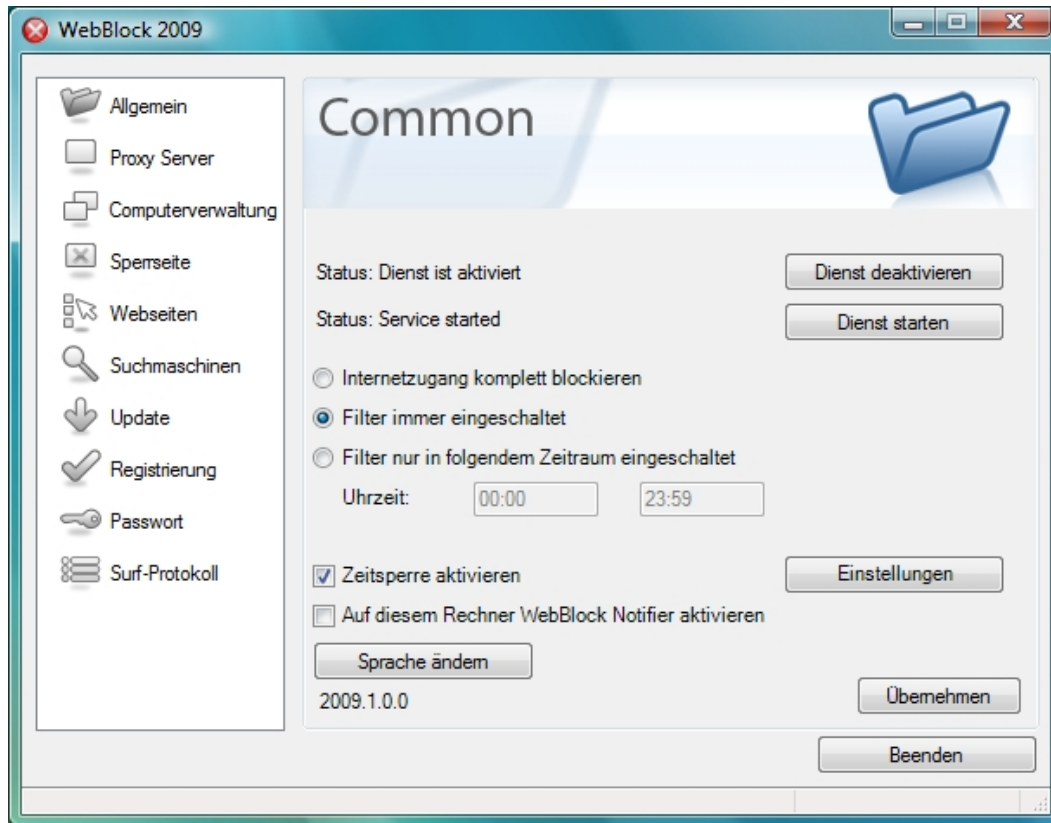 WebBlock 2009
Allgemein
Proxy Server
Computerverwaltung
Sperrseite
Webseiten
Suchmaschinen
Update
Registrierung
Passwort
Surf-Protokoll
Common
Status: Dienst ist aktiviert
Dienst deaktivieren
Status: Service started
Dienst starten
Internetzugang komplett blockieren
Filter immer eingeschaltet
Filter nur in folgendem Zeitraum eingeschaltet
Uhrzeit: 00:00 23:59
Zeitsperre aktivieren
Einstellungen
Auf diesem Rechner WebBlock Notifier aktivieren
Sprache ändern
2009.1.0.0
Übernehmen
Beenden